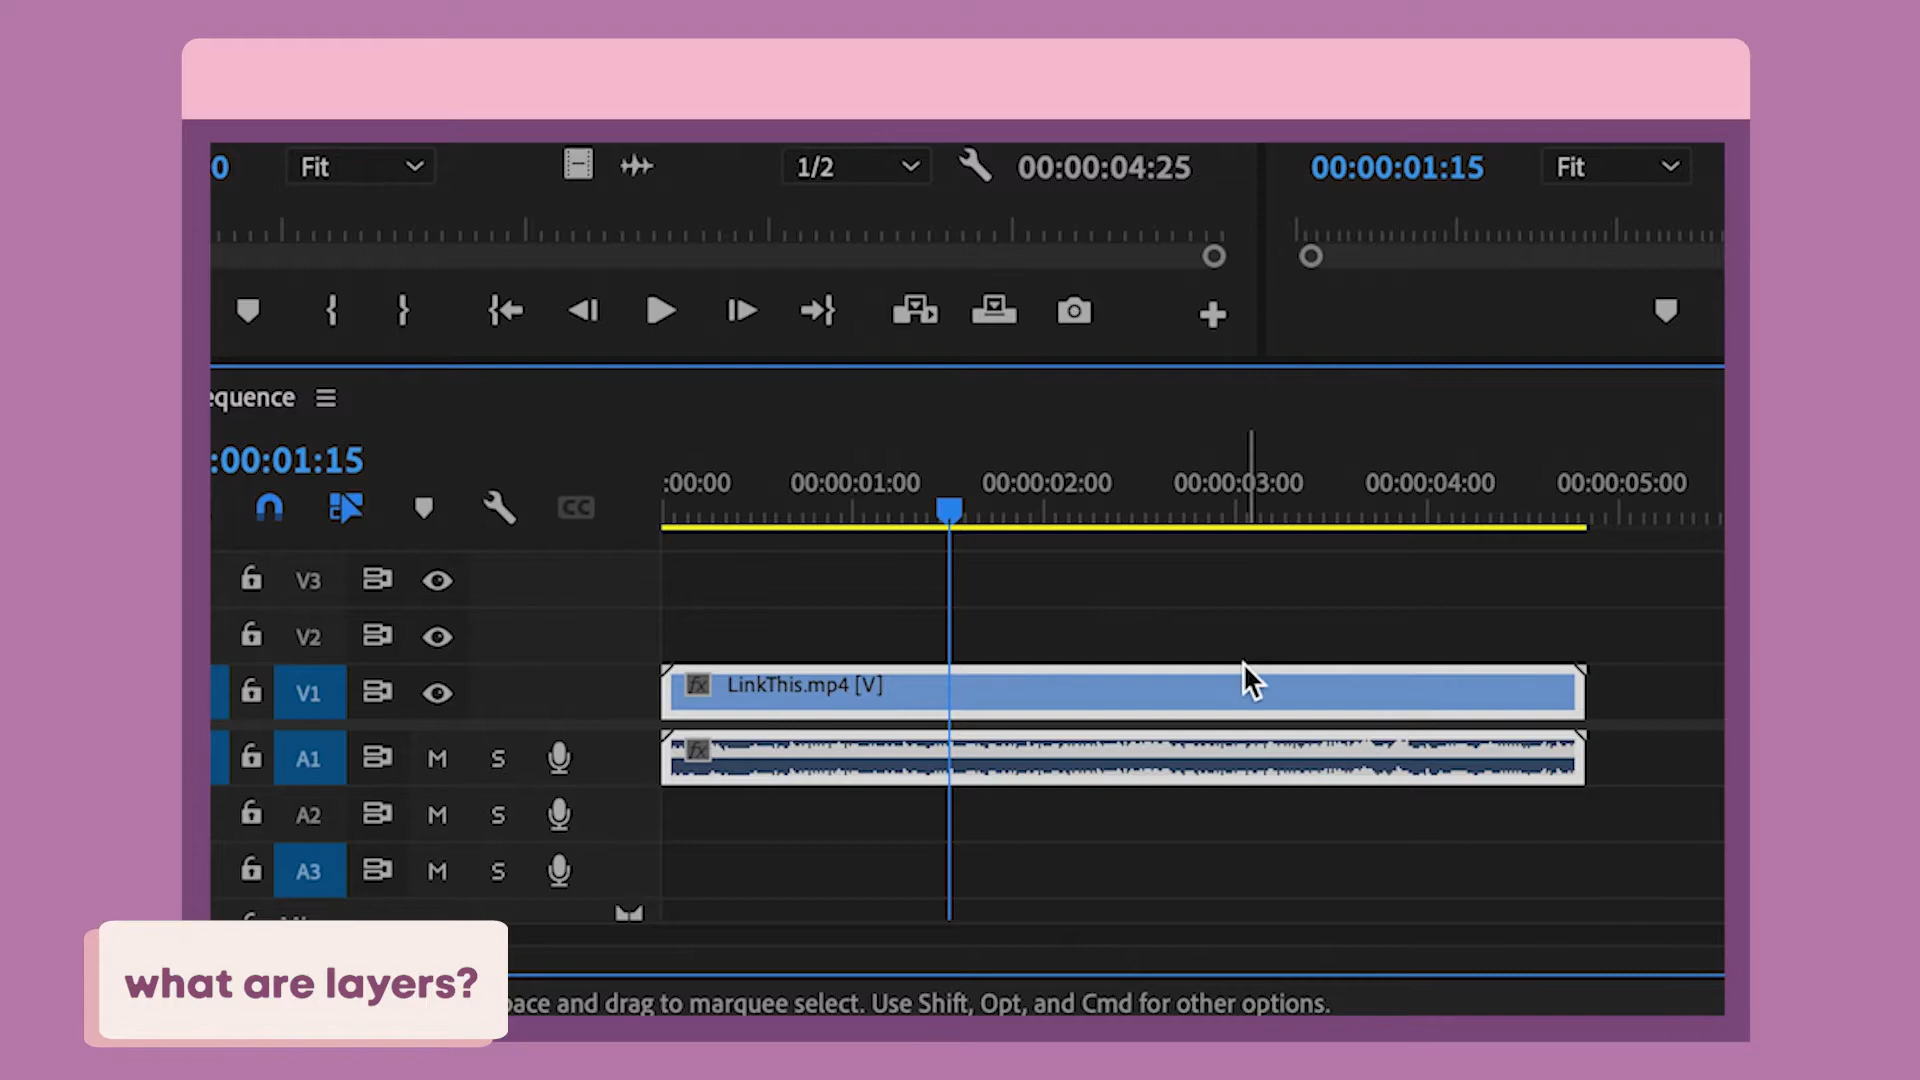 0 Fit 1/2 00:00:04:25 00:00:01:15 Fit
equence
:00:01:15
:00:00 00:00:01:00 00:00:02:00 00:00:03:00 00:00:04:00 00:00:05:00
CC
V3
V2
V1 fx LinkThis.mp4 [V]
A1 M S fx
A2 M S
A3 M S
what are layers?
pace and drag to marquee select. Use Shift, Opt, and Cmd for other options.